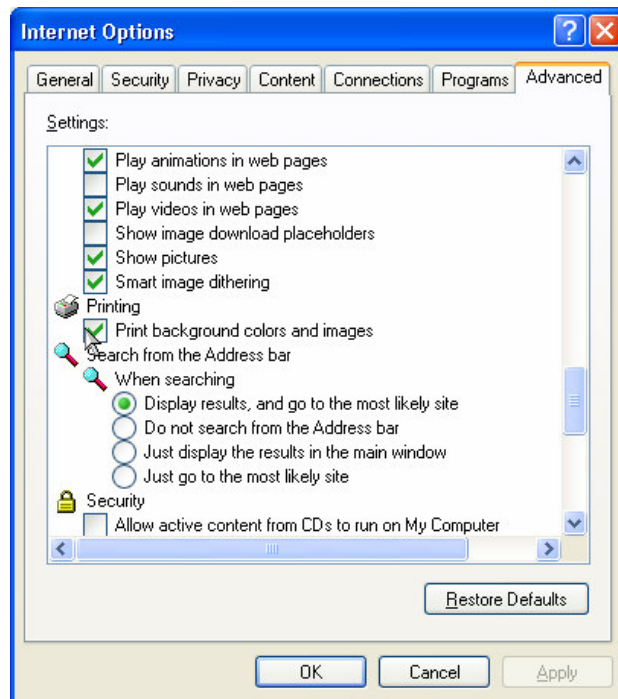 Internet Options
General Security Privacy Content Connections Programs Advanced
Settings:
Play animations in web pages
Play sounds in web pages
Play videos in web pages
Show image download placeholders
Show pictures
Smart image dithering
Printing
Print background colors and images
Search from the Address bar
When searching
Display results, and go to the most likely site
Do not search from the Address bar
Just display the results in the main window
Just go to the most likely site
Security
Allow active content from CDs to run on My Computer
Restore Defaults
OK Cancel Apply